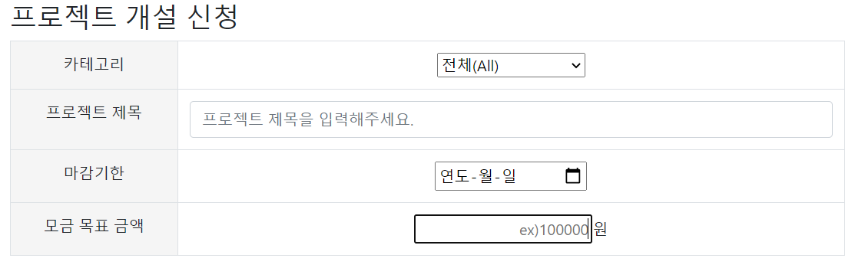 프로젝트 개설 신청
카테고리 전체(All)
프로젝트 제목 프로젝트 제목을 입력해주세요.
마감기한 연도-월-일
모금 목표 금액 ex)100000 원